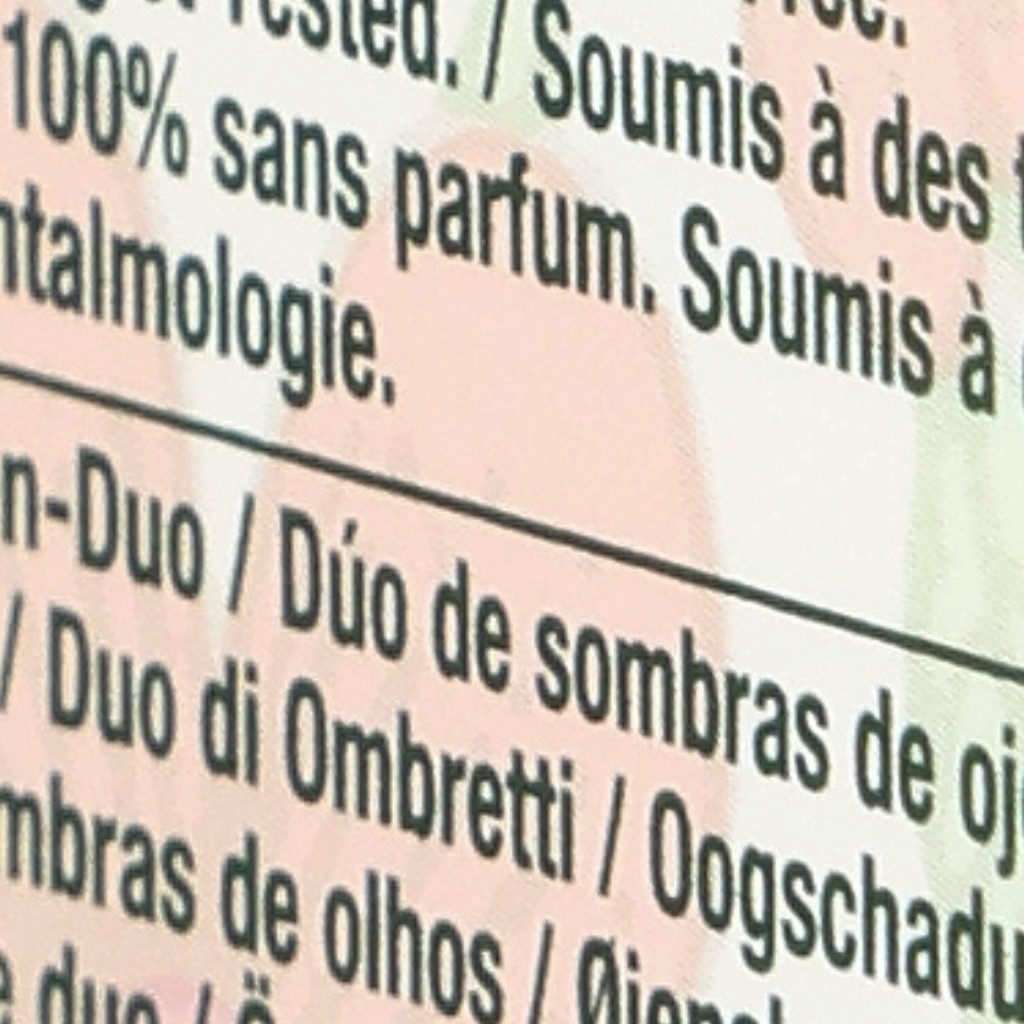 Tested. / Soumis à des
100% sans parfum. Soumis à
ntalmologie.
n-Duo / Dúo de sombras de oj
/ Duo di Ombretti / Oogschadu
mbras de olhos /
duo /